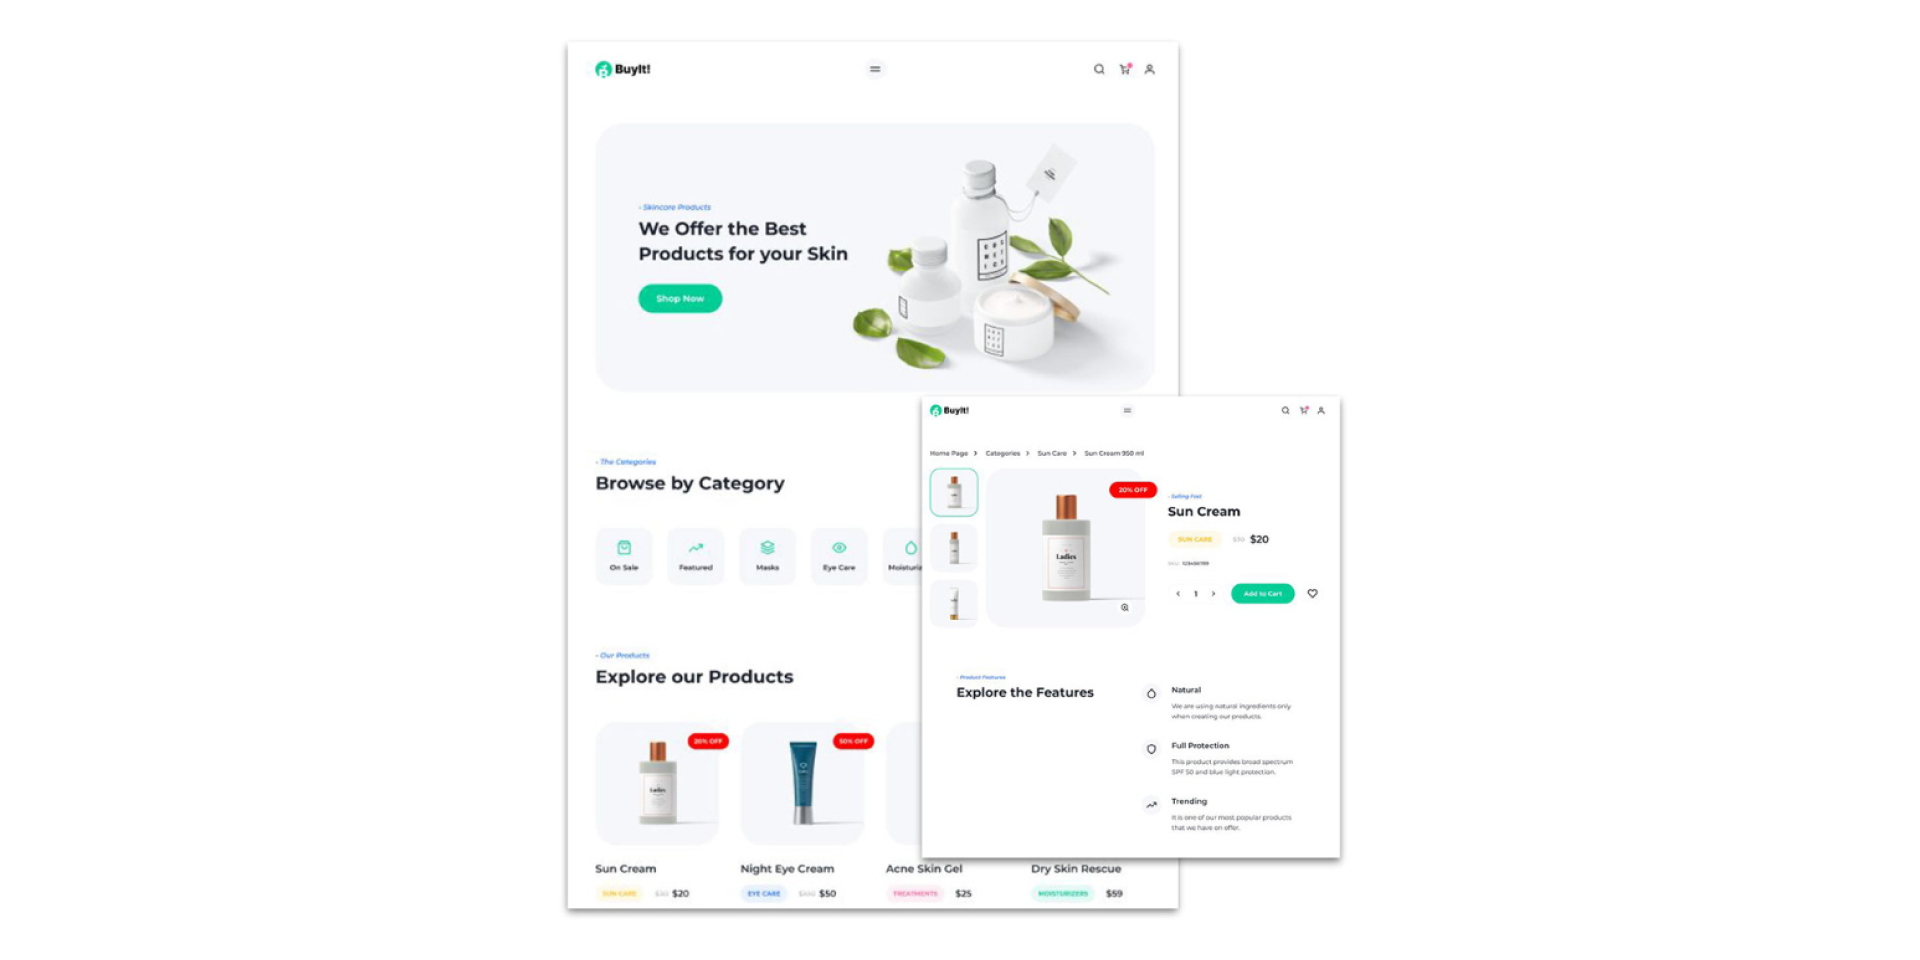 BuyIt!
- Skincare Products
We Offer the Best
Products for your Skin
Shop Now
COS
MET
ICS
- The Categories
Browse by Category
On Sale
Featured
Masks
Eye Care
- Our Products
Explore our Products
20% OFF
50% OFF
Ladies
Sun Cream
Night Eye Cream
Acne Skin Gel
Dry Skin Rescue
SUN CARE $30 $20
EYE CARE $100 $50
TREATMENTS $25
MOISTURIZERS $59
BuyIt!
Home Page > Categories > Sun Care > Sun Cream 950 ml
20% OFF
Ladies
- Selling Fast
Sun Cream
SUN CARE $30 $20
SKU: 123456789
< 1 > Add to Cart
- Product Features
Explore the Features
Natural
We are using natural ingredients only
when creating our products.
Full Protection
This product provides broad spectrum
SPF 50 and blue light protection.
Trending
It is one of our most popular products
that we have on offer.